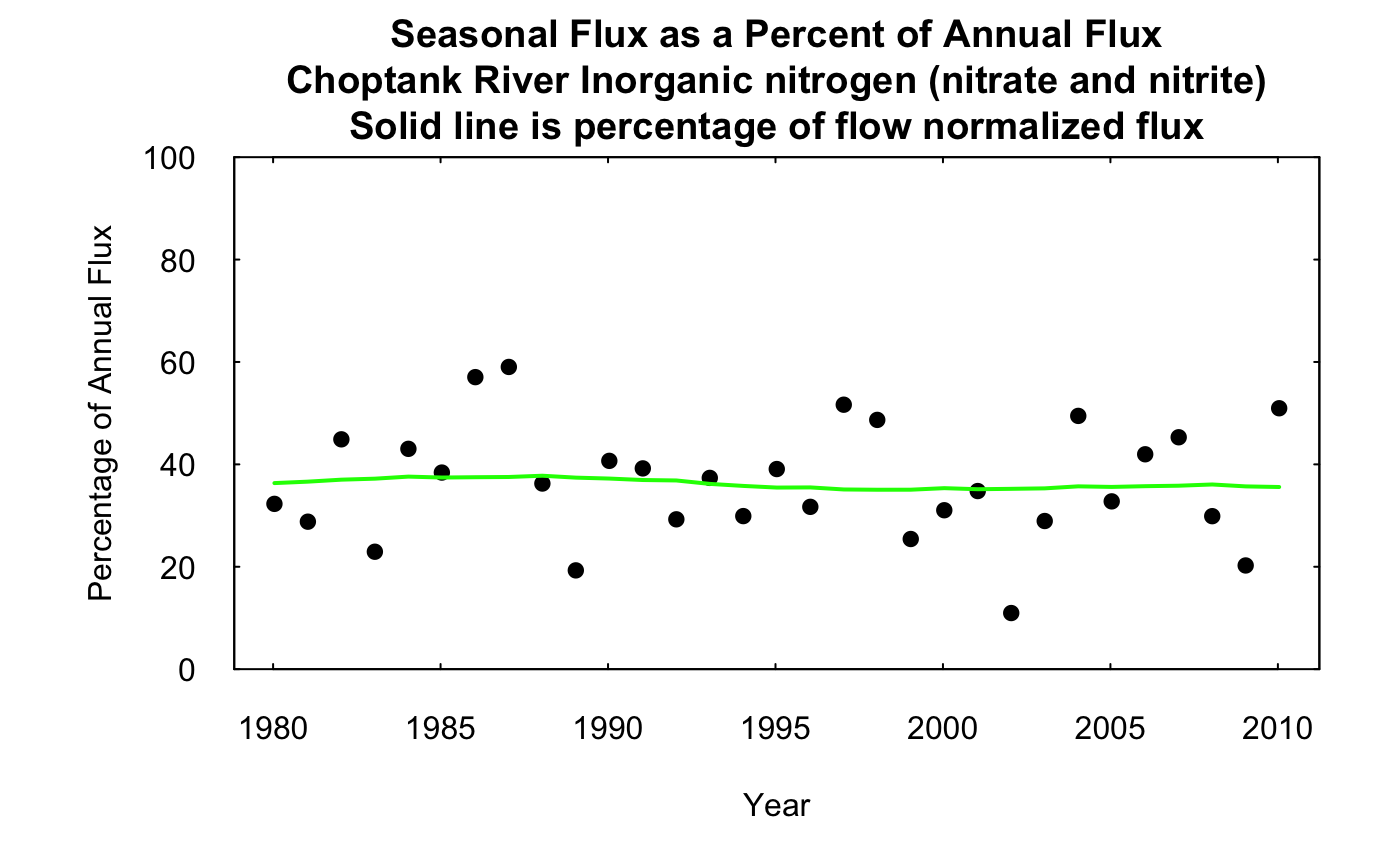 Seasonal Flux as a Percent of Annual Flux
Choptank River Inorganic nitrogen (nitrate and nitrite)
Solid line is percentage of flow normalized flux
Percentage of Annual Flux
100
80
60
40
20
0
1980 1985 1990 1995 2000 2005 2010
Year